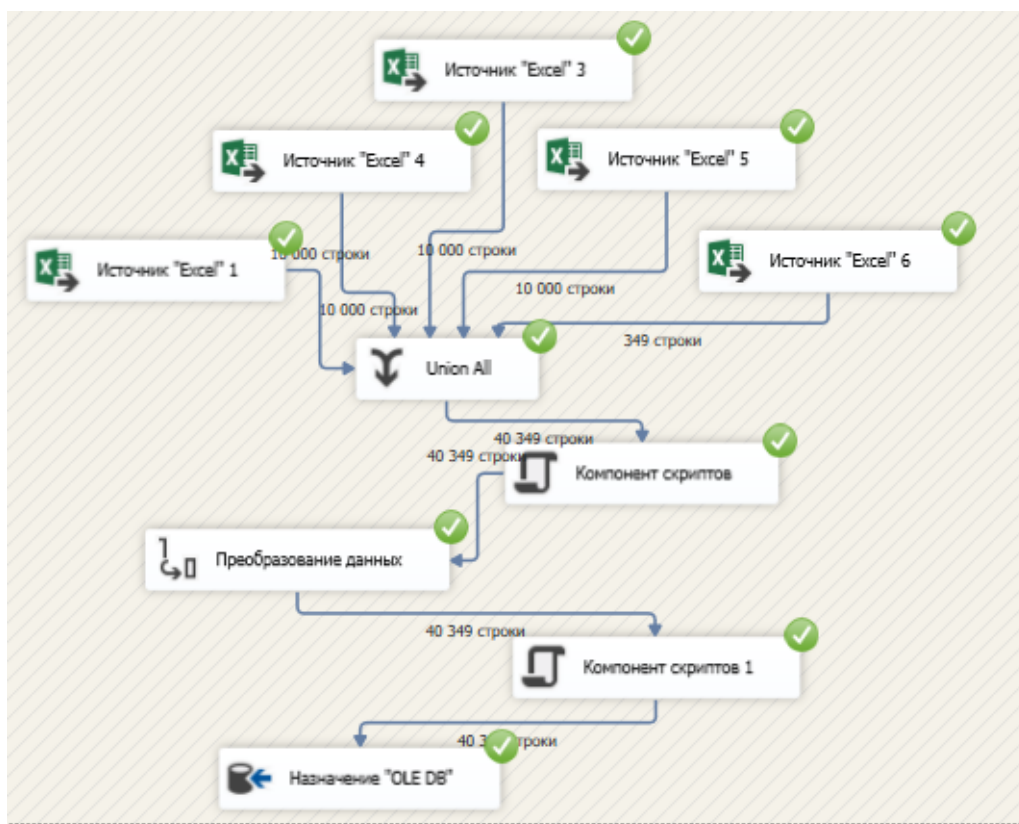 Источник "Excel" 3
Источник "Excel" 4
Источник "Excel" 5
Источник "Excel" 1
Источник "Excel" 6
000 строки
10 000 строки
10 000 строки
10 000 строки
349 строки
Union All
40 349 строки
40 349 строки
Компонент скриптов
Преобразование данных
40 349 строки
Компонент скриптов 1
40 3
Назначение "OLE DB"